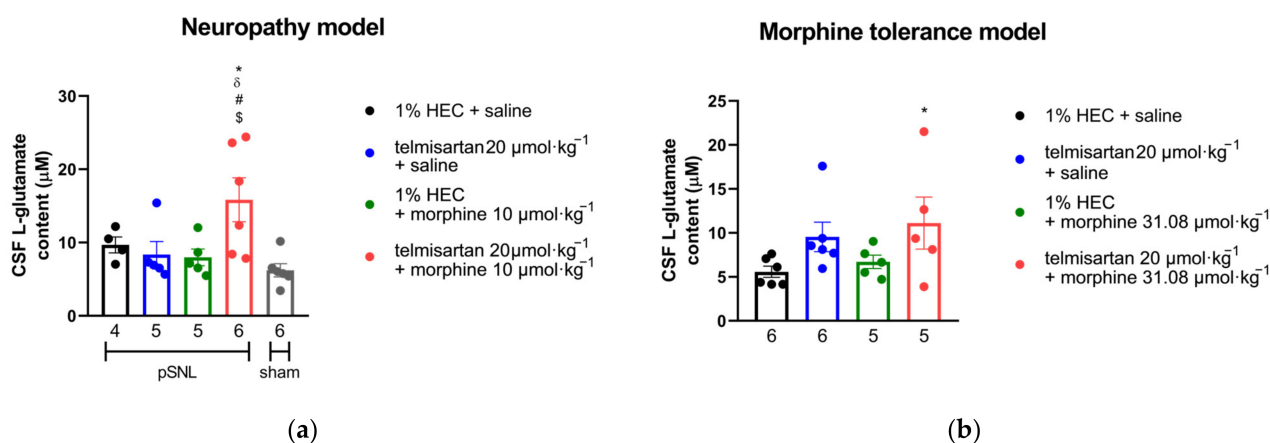 Neuropathy model
*
δ
#
$
30
20
10
0
CSF L-glutamate
content (µM)
4 5 5 6 6
pSNL sham
1% HEC + saline
telmisartan 20 µmol·kg⁻¹
+ saline
1% HEC
+ morphine 10 µmol·kg⁻¹
telmisartan 20µmol·kg⁻¹
+ morphine 10 µmol·kg⁻¹
(a)
Morphine tolerance model
*
25
20
15
10
5
0
CSF L-glutamate
content (µM)
6 6 5 5
1% HEC + saline
telmisartan 20 µmol·kg⁻¹
+ saline
1% HEC
+ morphine 31.08 µmol·kg⁻¹
telmisartan 20 µmol·kg⁻¹
+ morphine 31.08 µmol·kg⁻¹
(b)